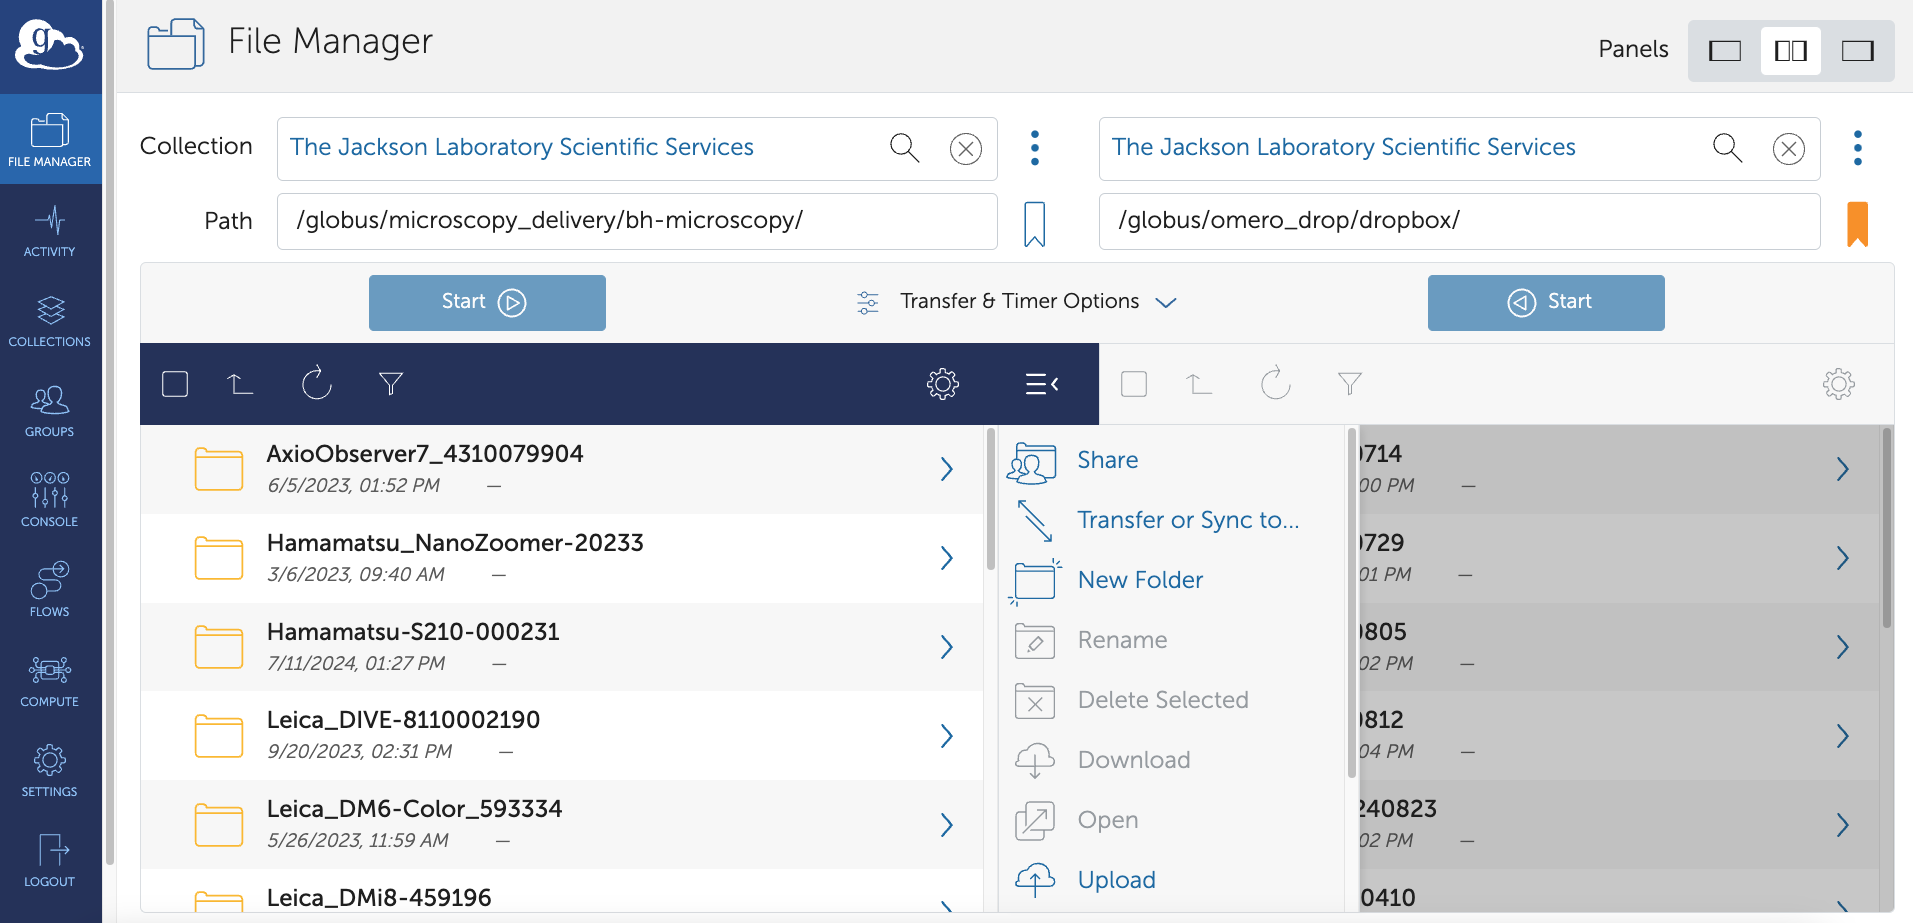 g
File Manager
Panels
FILE MANAGER
ACTIVITY
COLLECTIONS
GROUPS
CONSOLE
FLOWS
COMPUTE
SETTINGS
LOGOUT
Collection
The Jackson Laboratory Scientific Services
The Jackson Laboratory Scientific Services
Path
/globus/microscopy_delivery/bh-microscopy/
/globus/omero_drop/dropbox/
Start
Transfer & Timer Options
Start
AxioObserver7_4310079904
6/5/2023, 01:52 PM —
Hamamatsu_NanoZoomer-20233
3/6/2023, 09:40 AM —
Hamamatsu-S210-000231
7/11/2024, 01:27 PM —
Leica_DIVE-8110002190
9/20/2023, 02:31 PM —
Leica_DM6-Color_593334
5/26/2023, 11:59 AM —
Leica_DMi8-459196
Share
Transfer or Sync to...
New Folder
Rename
Delete Selected
Download
Open
Upload
0714
00 PM —
0729
01 PM —
0805
02 PM —
0812
04 PM —
240823
02 PM —
0410